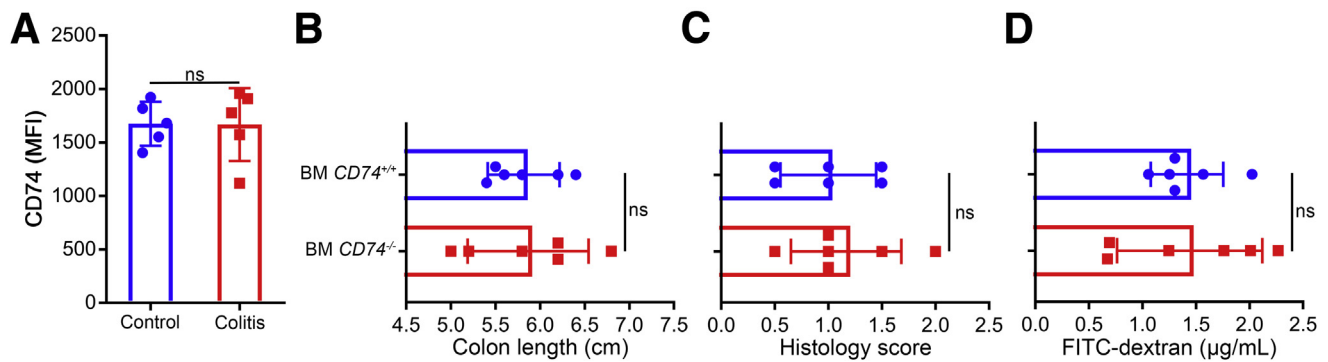 A
B
C
D
CD74 (MFI)
2500
2000
1500
1000
500
0
ns
Control
Colitis
BM CD74+/+
BM CD74-/-
ns
4.5 5.0 5.5 6.0 6.5 7.0 7.5
Colon length (cm)
ns
0.0 0.5 1.0 1.5 2.0 2.5
Histology score
ns
0.0 0.5 1.0 1.5 2.0 2.5
FITC-dextran (µg/mL)